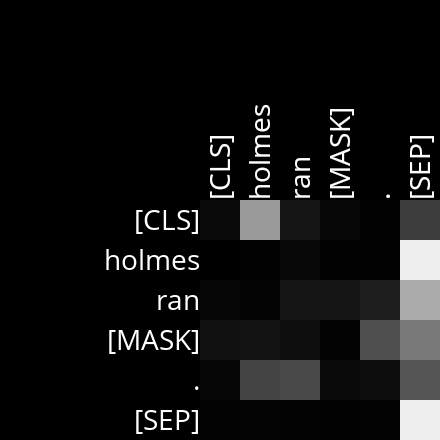 [CLS] holmes ran [MASK] . [SEP]
[CLS]
holmes
ran
[MASK]
.
[SEP]